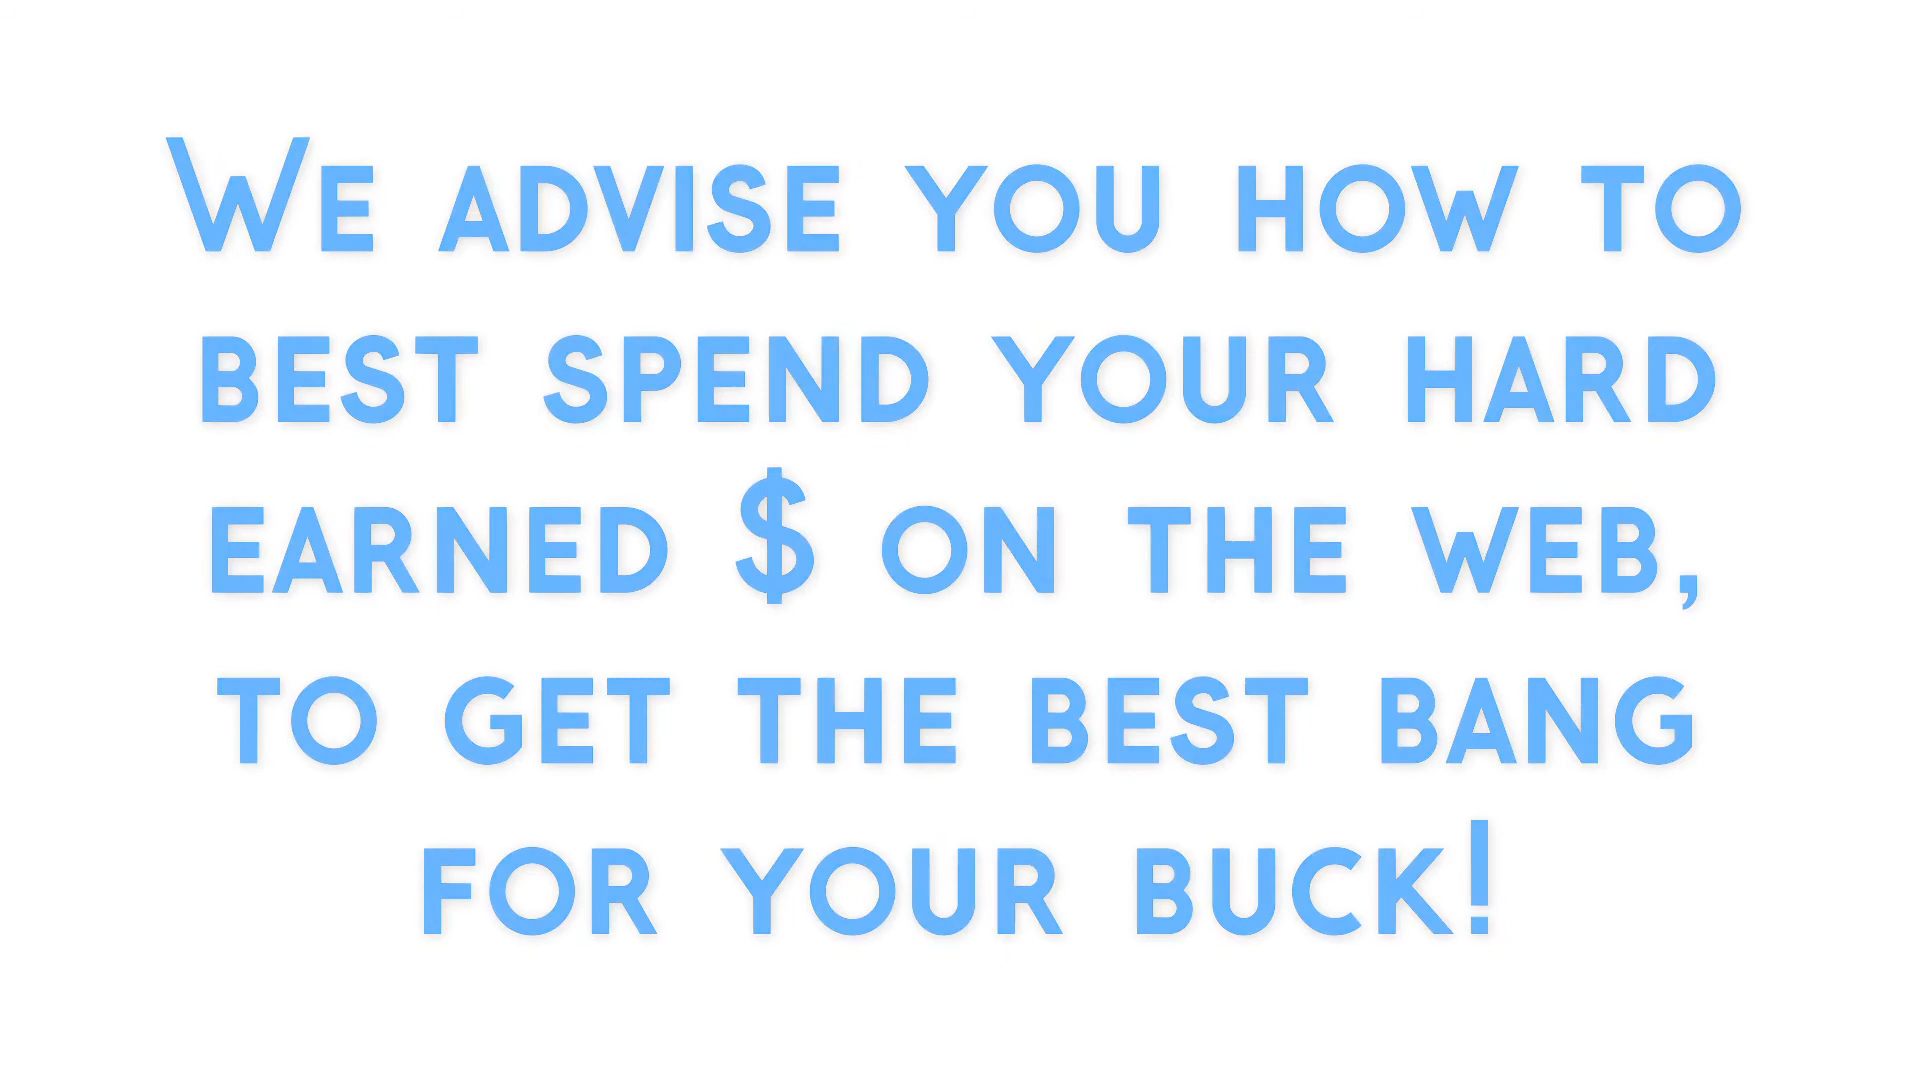 We advise you how to
best spend your hard
earned $ on the web,
to get the best bang
for your buck!